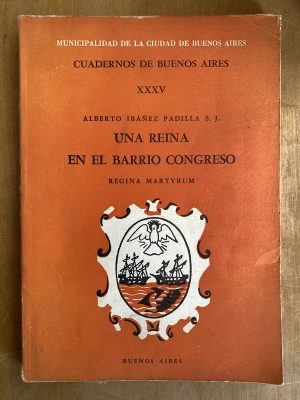 MUNICIPALIDAD DE LA CIUDAD DE BUENOS AIRES
CUADERNOS DE BUENOS AIRES
XXXV
ALBERTO IBÁÑEZ PADILLA S. J.
UNA REINA
EN EL BARRIO CONGRESO
REGINA MARTYRUM
BUENOS AIRES